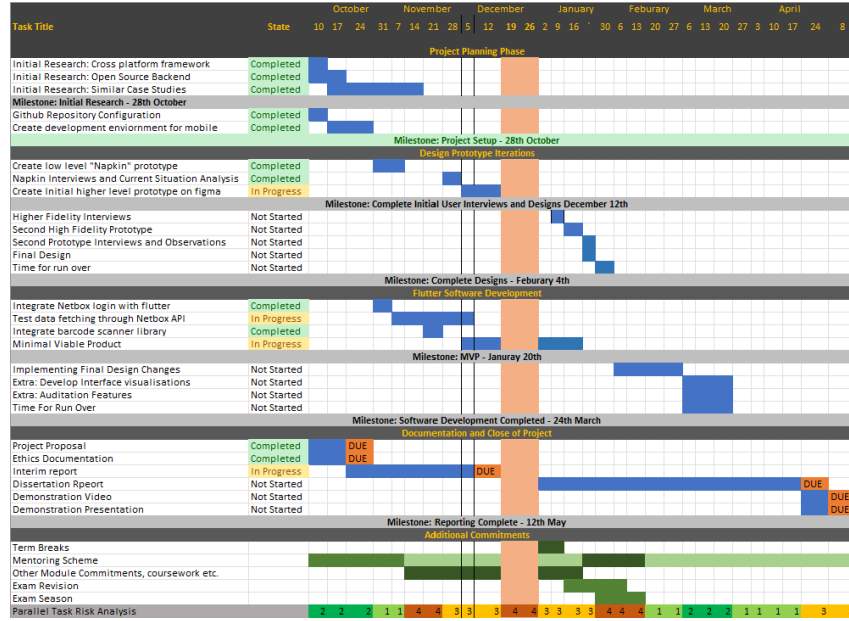 October November December January Feburary March April
Task Title State 10 17 24 31 7 14 21 28 5 12 19 26 2 9 16 30 6 13 20 27 6 13 20 27 3 10 17 24 8
Project Planning Phase
Initial Research: Cross platform framework Completed
Initial Research: Open Source Backend Completed
Initial Research: Similar Case Studies Completed
Milestone: Initial Research - 28th October
Github Repository Configuration Completed
Create development enviornment for mobile Completed
Milestone: Project Setup - 28th October
Design Prototype Iterations
Create low level "Napkin" prototype Completed
Napkin Interviews and Current Situation Analysis Completed
Create Initial higher level prototype on figma In Progress
Milestone: Complete Initial User Interviews and Designs December 12th
Higher Fidelity Interviews Not Started
Second High Fidelity Prototype Not Started
Second Prototype Interviews and Observations Not Started
Final Design Not Started
Time for run over Not Started
Milestone: Complete Designs - Feburary 4th
Flutter Software Development
Integrate Netbox login with flutter Completed
Test data fetching through Netbox API In Progress
Integrate barcode scanner library Completed
Minimal Viable Product In Progress
Milestone: MVP - Januray 20th
Implementing Final Design Changes Not Started
Extra: Develop Interface visualisations Not Started
Extra: Auditation Features Not Started
Time For Run Over Not Started
Milestone: Software Development Completed - 24th March
Documentation and Close of Project
Project Proposal Completed DUE
Ethics Documentation Completed DUE
Interim report In Progress DUE
Dissertation Rpeort Not Started DUE
Demonstration Video Not Started DUE
Demonstration Presentation Not Started DUE
Milestone: Reporting Complete - 12th May
Additional Commitments
Term Breaks
Mentoring Scheme
Other Module Commitments, coursework etc.
Exam Revision
Exam Season
Parallel Task Risk Analysis 2 2 2 1 1 4 4 3 3 3 4 4 3 3 3 3 4 4 4 1 1 2 2 2 1 1 1 1 3